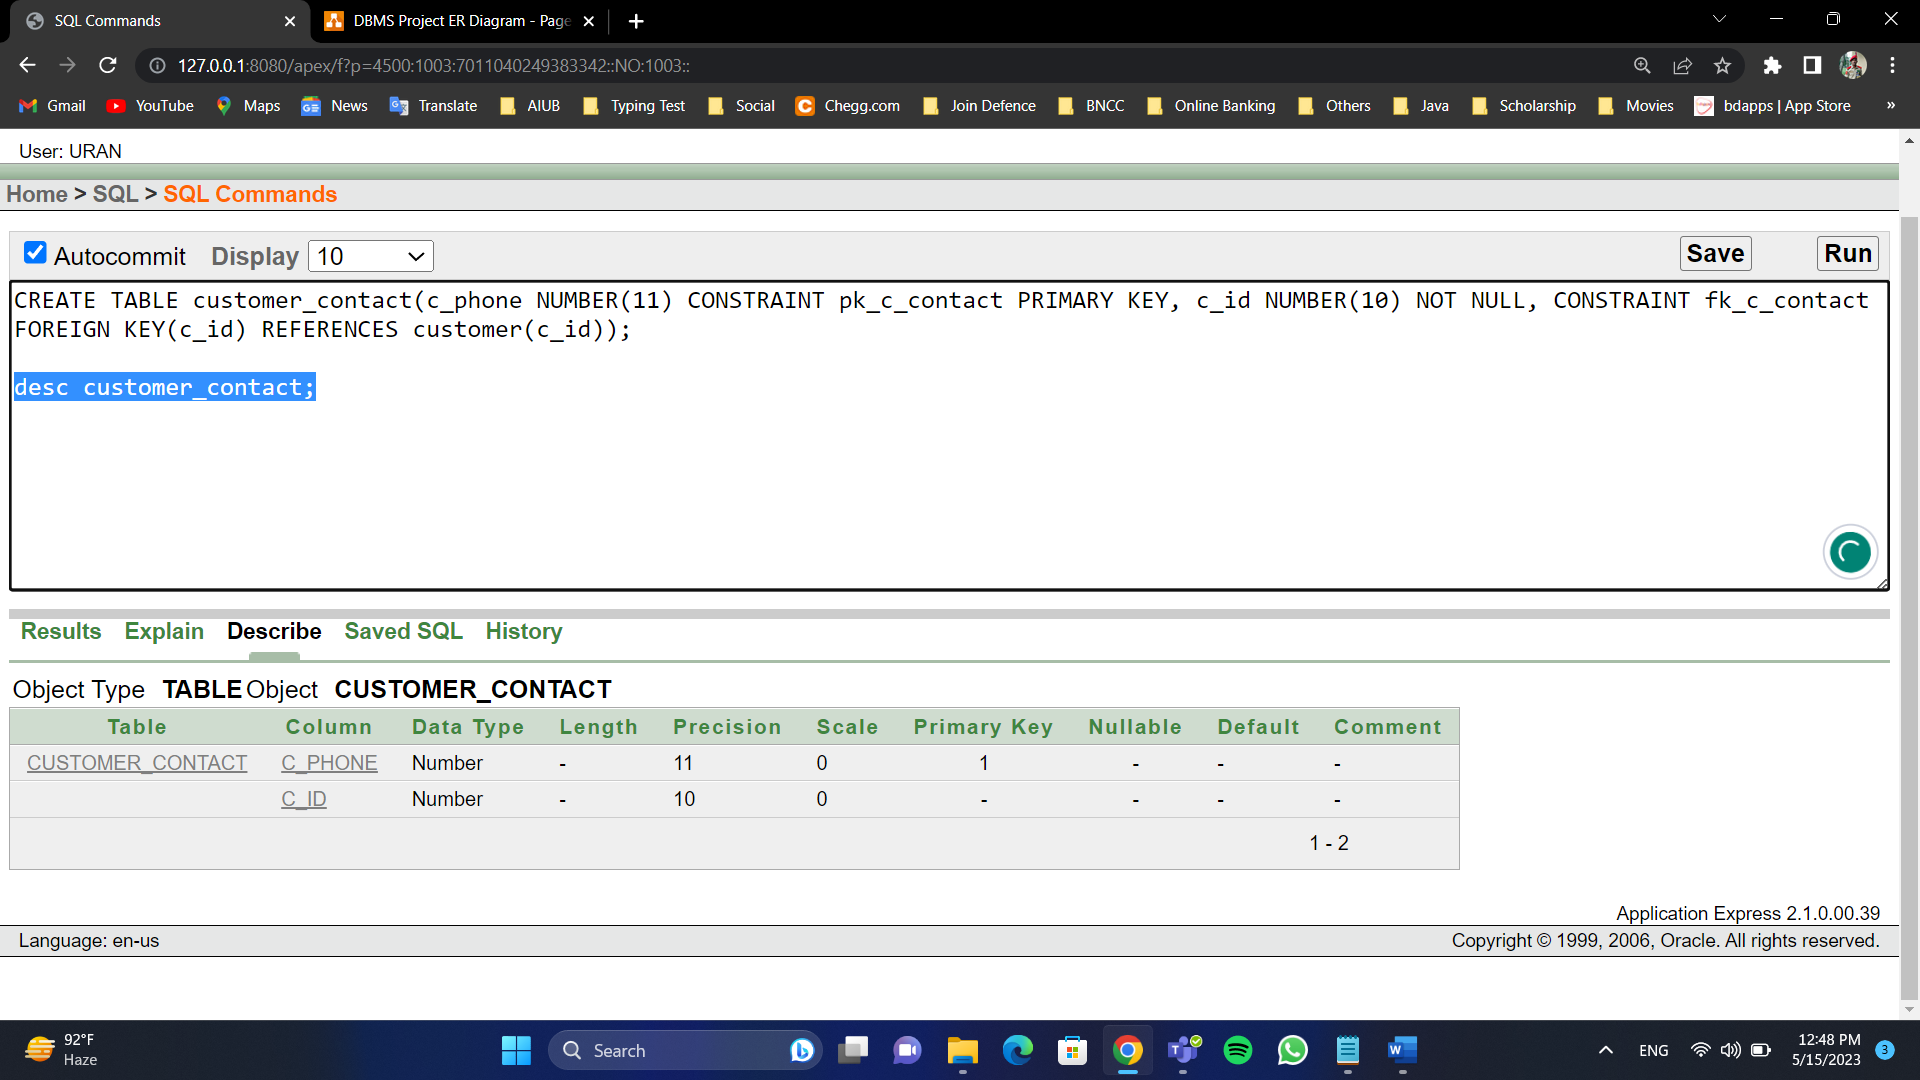 SQL Commands
DBMS Project ER Diagram - Page
127.0.0.1:8080/apex/f?p=4500:1003:7011040249383342::NO:1003::
Gmail YouTube Maps News Translate AIUB Typing Test Social Chegg.com Join Defence BNCC Online Banking Others Java Scholarship Movies bdapps | App Store »
User: URAN
Home > SQL > SQL Commands
Autocommit Display 10 Save Run
CREATE TABLE customer_contact(c_phone NUMBER(11) CONSTRAINT pk_c_contact PRIMARY KEY, c_id NUMBER(10) NOT NULL, CONSTRAINT fk_c_contact
FOREIGN KEY(c_id) REFERENCES customer(c_id));
desc customer_contact;
Results Explain Describe Saved SQL History
Object Type TABLE Object CUSTOMER_CONTACT
Table Column Data Type Length Precision Scale Primary Key Nullable Default Comment
CUSTOMER_CONTACT C_PHONE Number - 11 0 1 - - -
C_ID Number - 10 0 - - - -
1 - 2
Application Express 2.1.0.00.39
Language: en-us Copyright © 1999, 2006, Oracle. All rights reserved.
92°F
Haze
Search
ENG
12:48 PM
5/15/2023
3